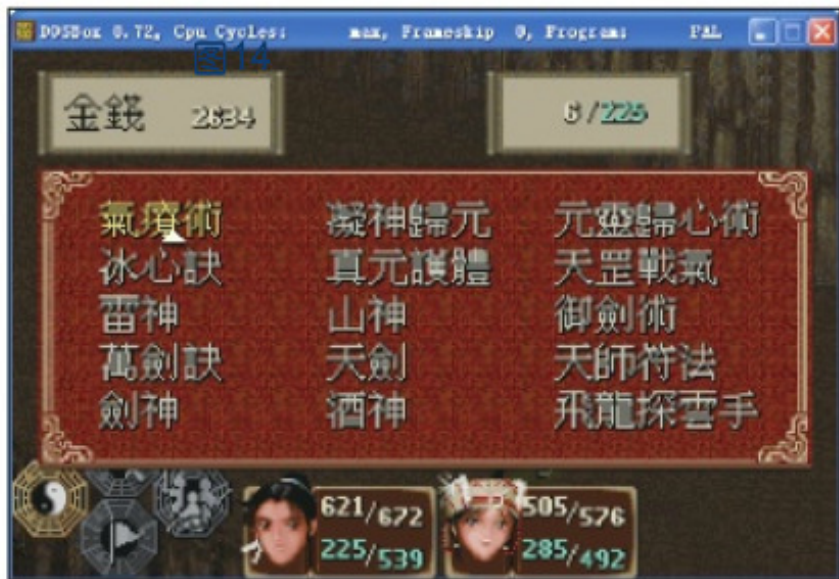 DOSBox 0.72, Cpu Cycles: max, Frameskip 0, Program: PAL
图14
金錢 2634 6/225
氣療術 凝神歸元 元靈歸心術
冰心訣 真元護體 天罡戰氣
雷神 山神 御劍術
萬劍訣 天劍 天師符法
劍神 酒神 飛龍探雲手
621/672 505/576
225/539 285/492